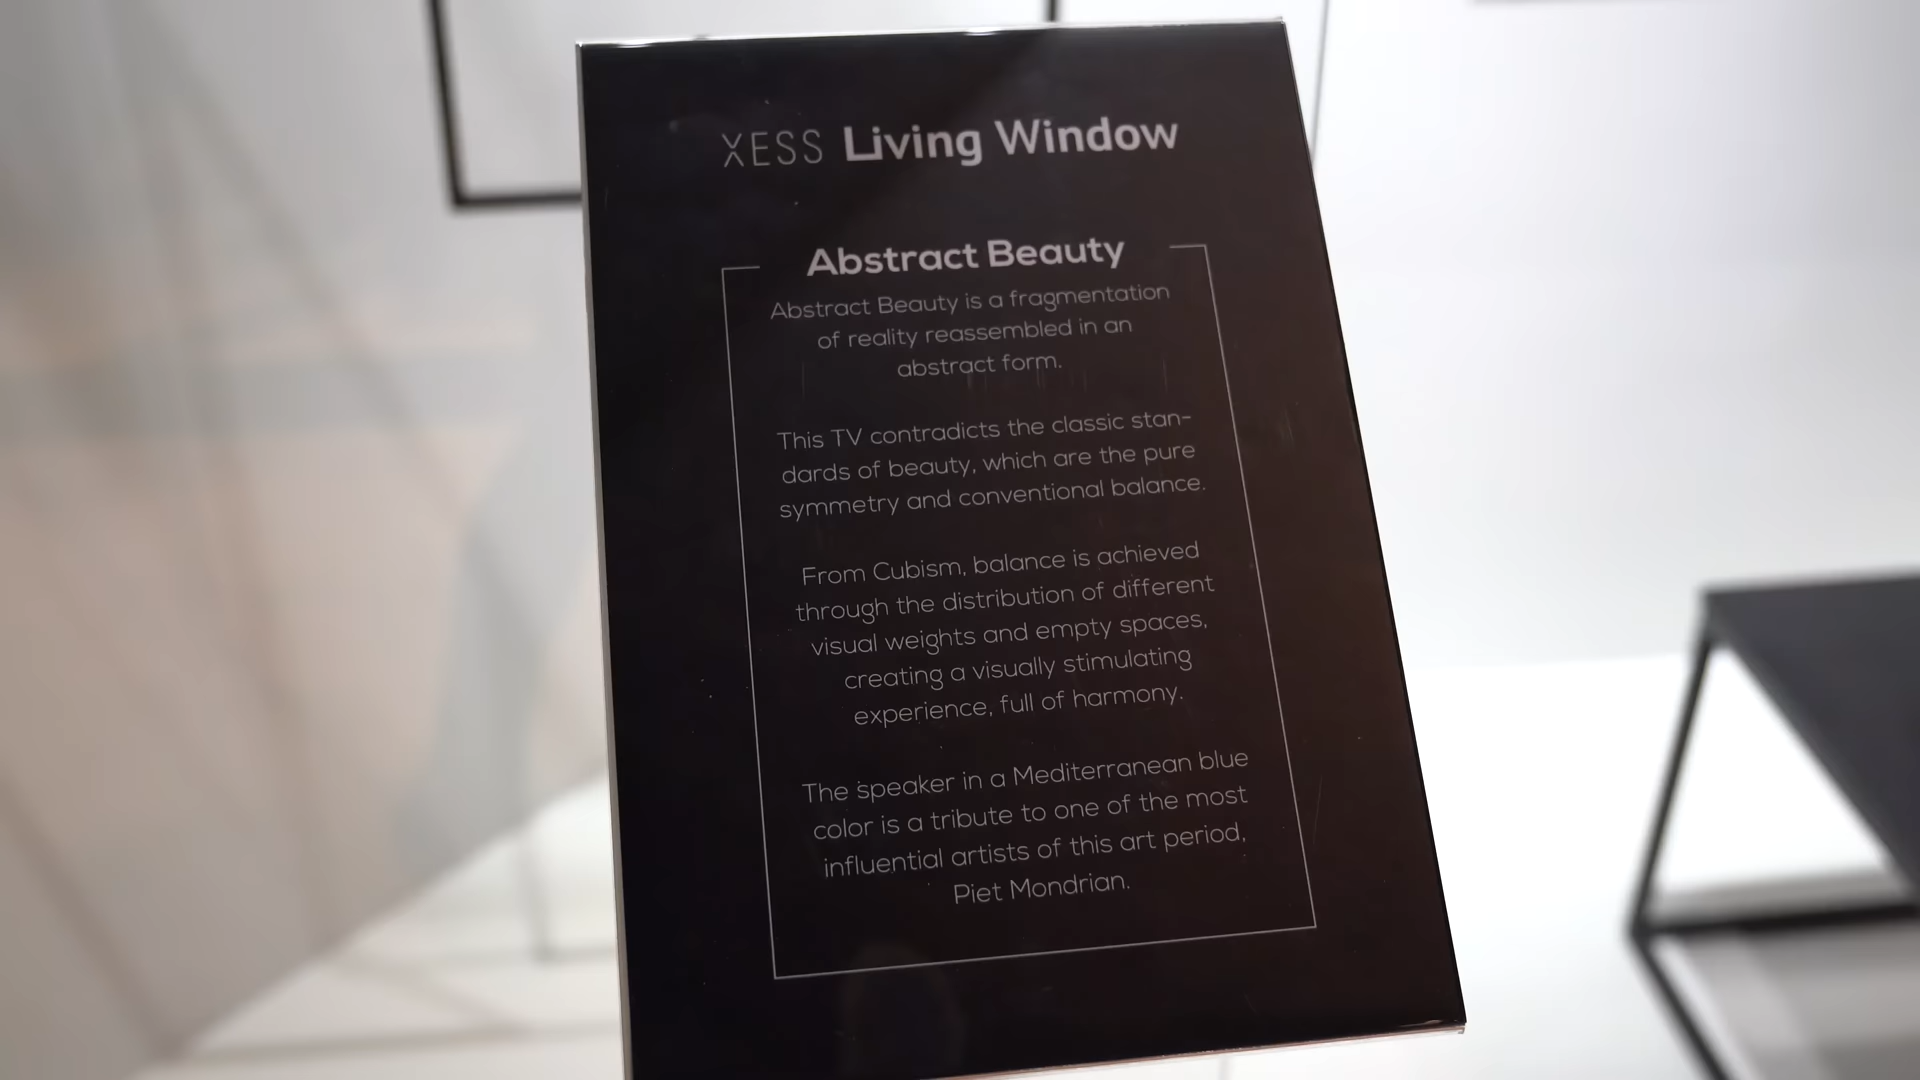 XESS Living Window
Abstract Beauty
Abstract Beauty is a fragmentation
of reality reassembled in an
abstract form.
This TV contradicts the classic stan-
dards of beauty, which are the pure
symmetry and conventional balance.
From Cubism, balance is achieved
through the distribution of different
visual weights and empty spaces,
creating a visually stimulating
experience, full of harmony.
The speaker in a Mediterranean blue
color is a tribute to one of the most
influential artists of this art period,
Piet Mondrian.